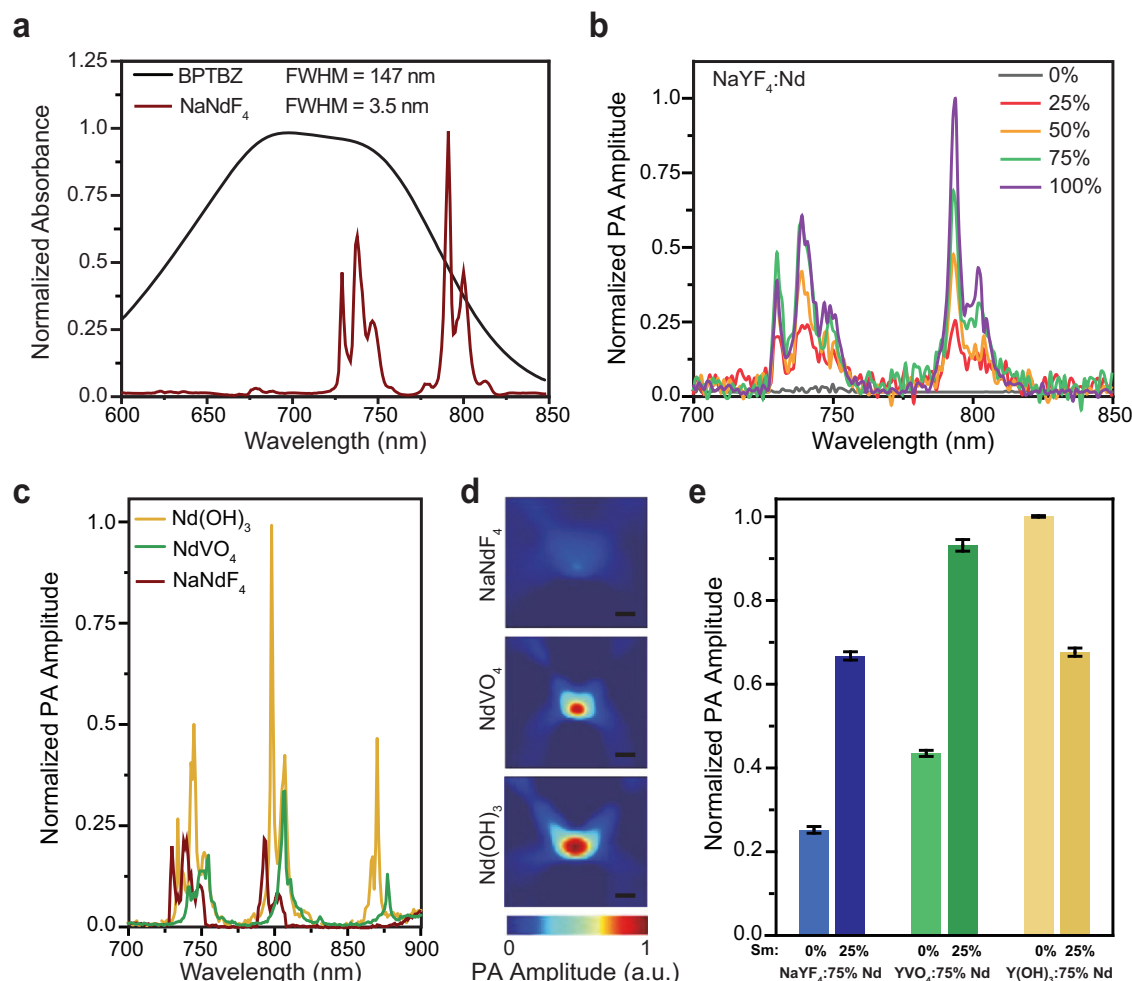 a
Normalized Absorbance
1.25
1.0
0.75
0.5
0.25
0.0
BPTBZ FWHM = 147 nm
NaNdF₄ FWHM = 3.5 nm
600 650 700 750 800 850
Wavelength (nm)
b
Normalized PA Amplitude
1.0
0.75
0.5
0.25
0.0
NaYF₄:Nd
0%
25%
50%
75%
100%
700 750 800 850
Wavelength (nm)
c
Normalized PA Amplitude
1.0
0.75
0.5
0.25
0.0
Nd(OH)₃
NdVO₄
NaNdF₄
700 750 800 850 900
Wavelength (nm)
d
NaNdF₄
NdVO₄
Nd(OH)₃
0 1
PA Amplitude (a.u.)
e
Normalized PA Amplitude
1.0
0.8
0.6
0.4
0.2
0.0
Sm: 0% 25% 0% 25% 0% 25%
NaYF₄:75% Nd YVO₄:75% Nd Y(OH)₃:75% Nd